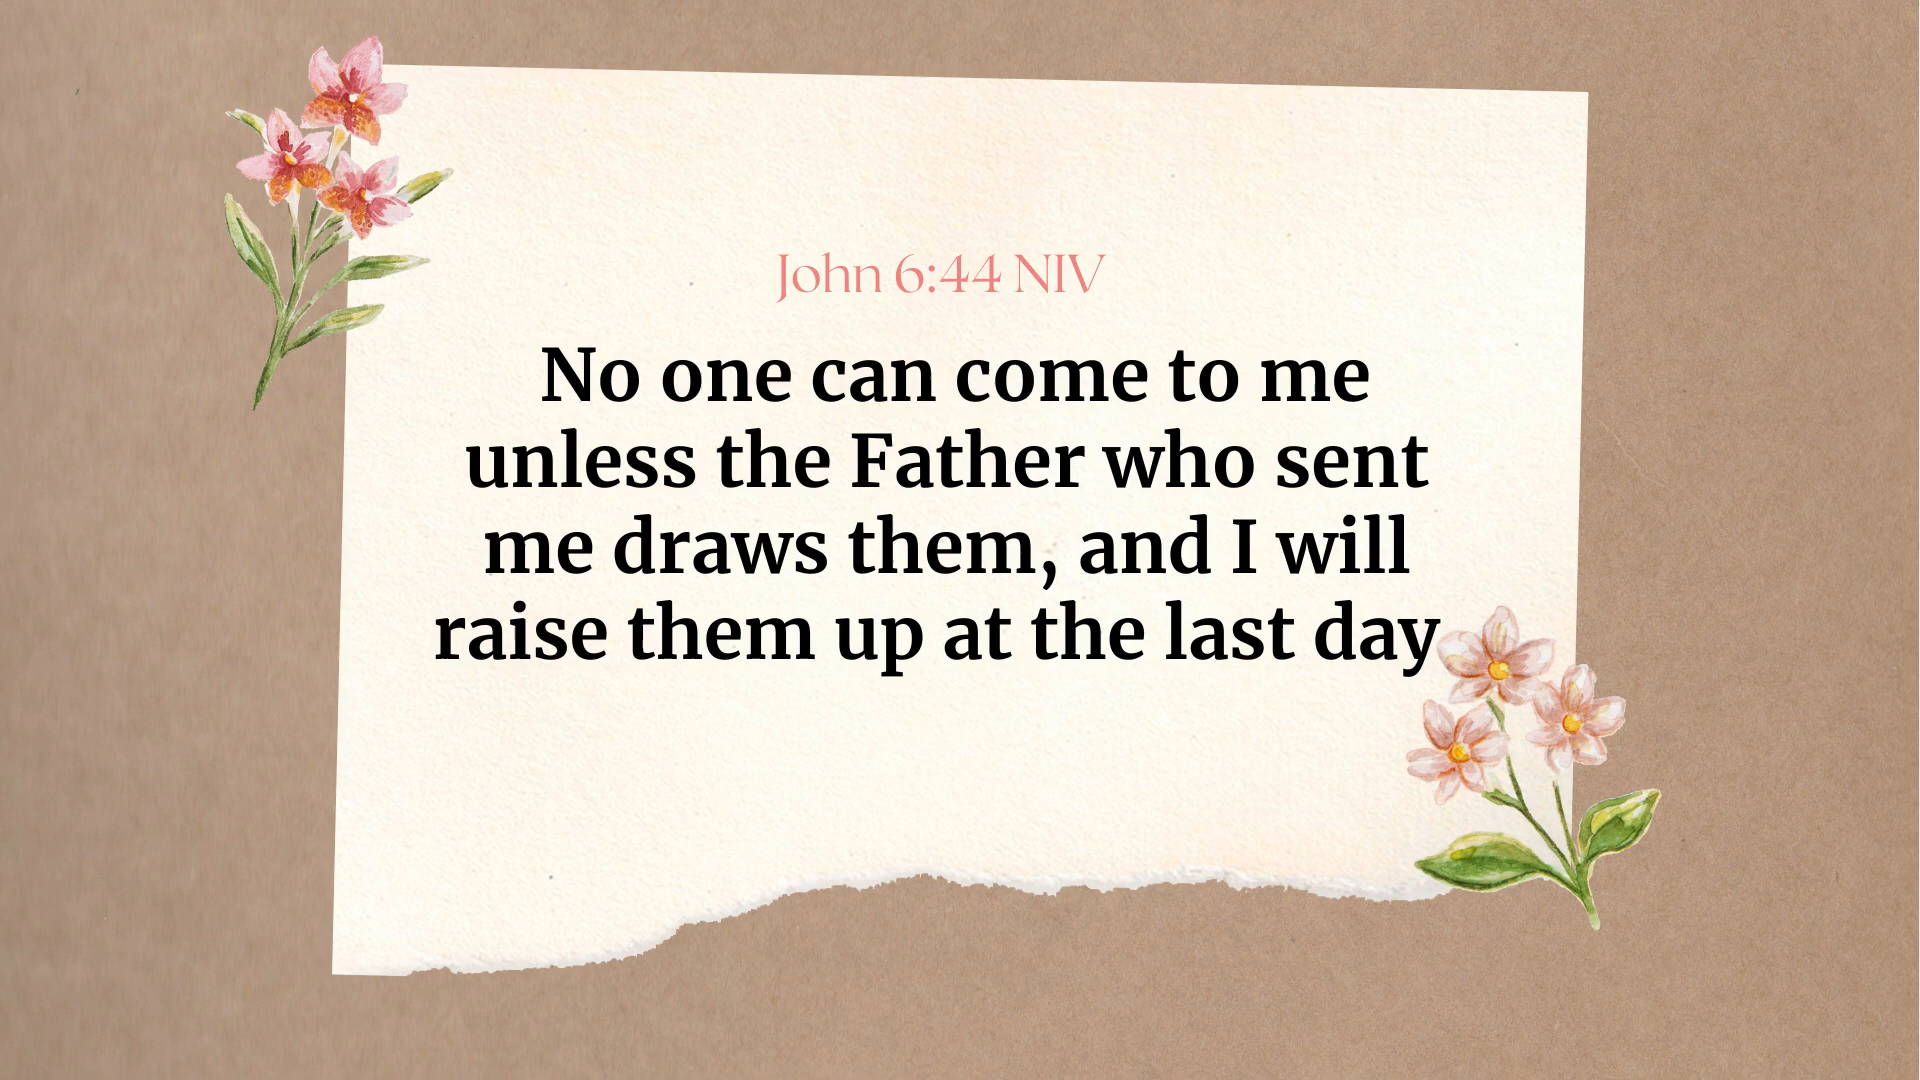 John 6:44 NIV
No one can come to me
unless the Father who sent
me draws them, and I will
raise them up at the last day